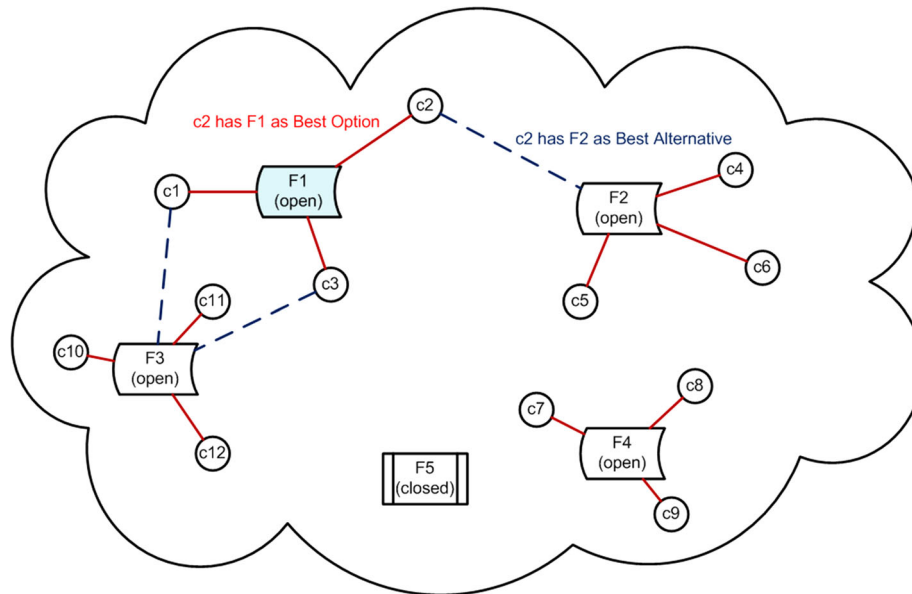 c2
c2 has F1 as Best Option
c2 has F2 as Best Alternative
c4
F1
(open)
c1
F2
(open)
c6
c3
c5
c11
c10
F3
(open)
c8
c7
c12
F4
(open)
F5
(closed)
c9